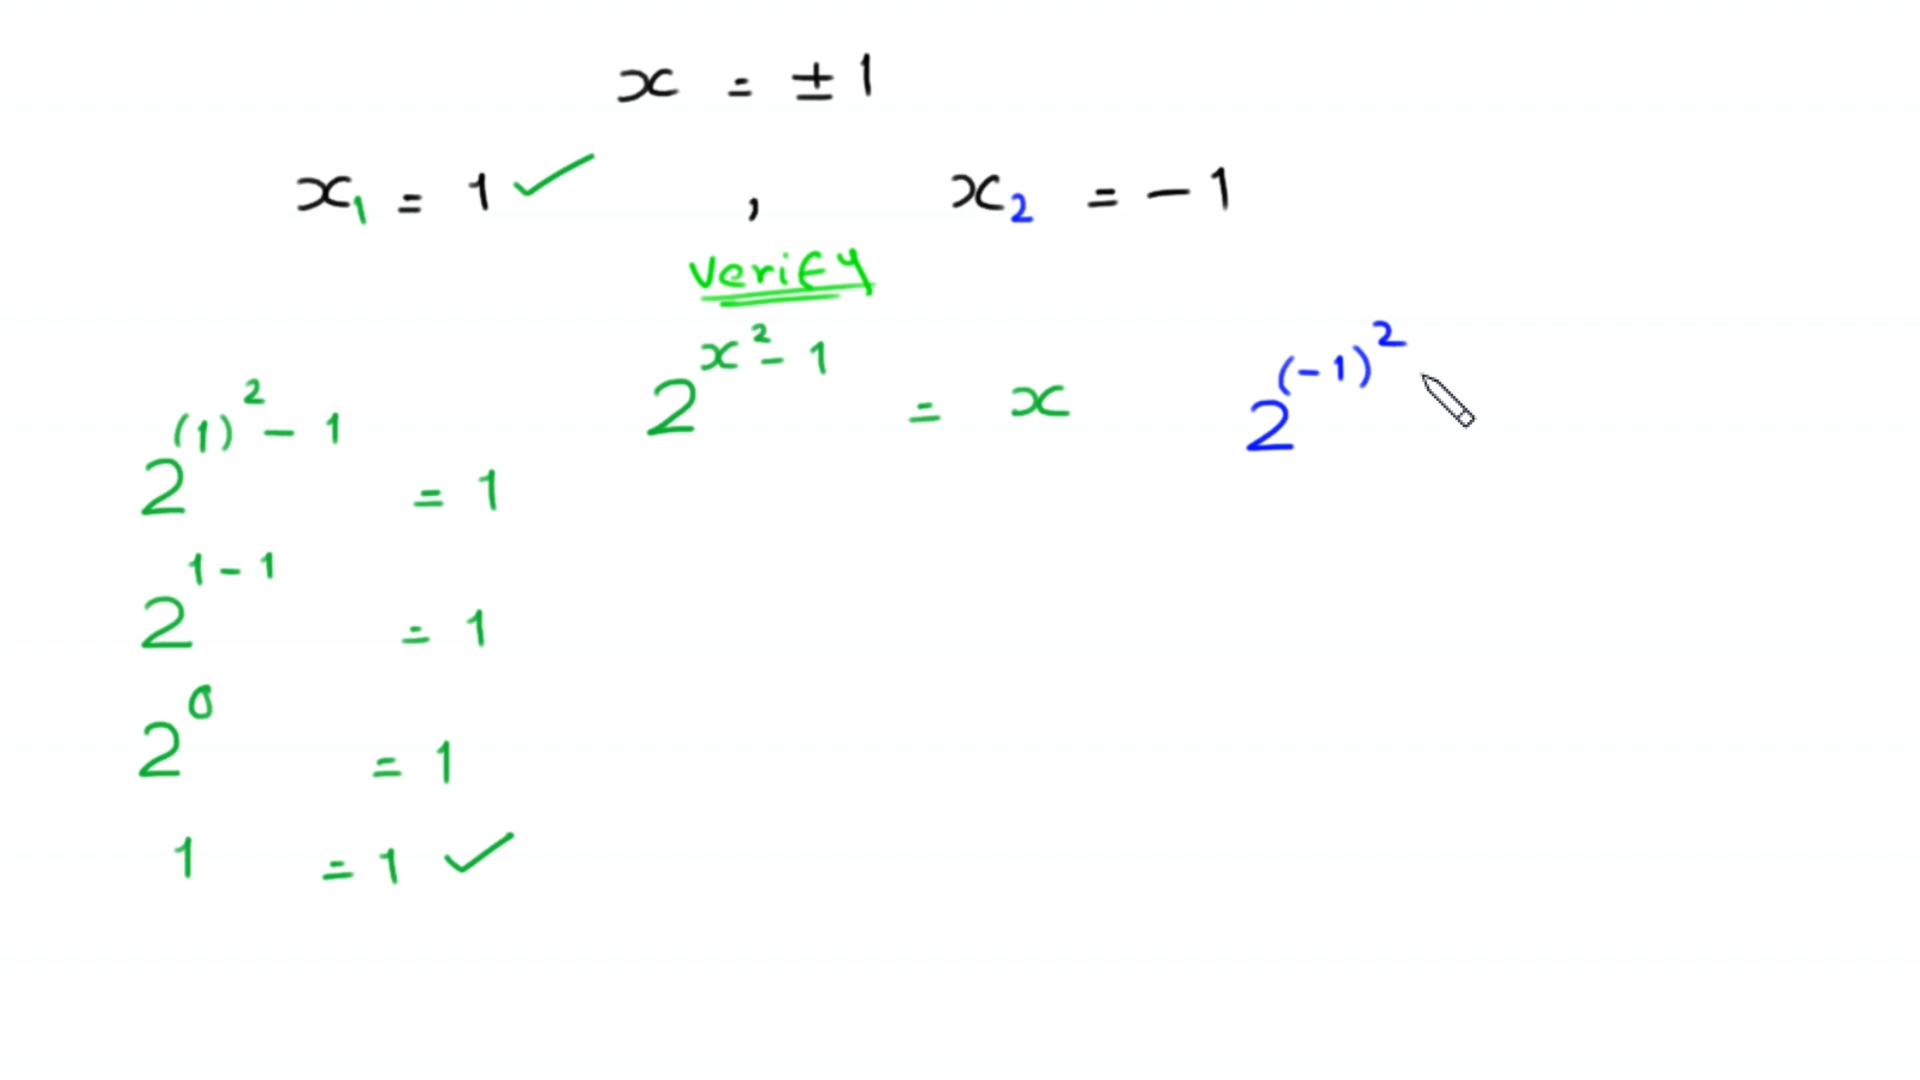 x = ± 1
x₁ = 1 ✓ , x₂ = - 1
Verify
2^(x² - 1) = x
2^((1)² - 1) = 1
2^(1 - 1) = 1
2^0 = 1
1 = 1 ✓
2^((-1)²